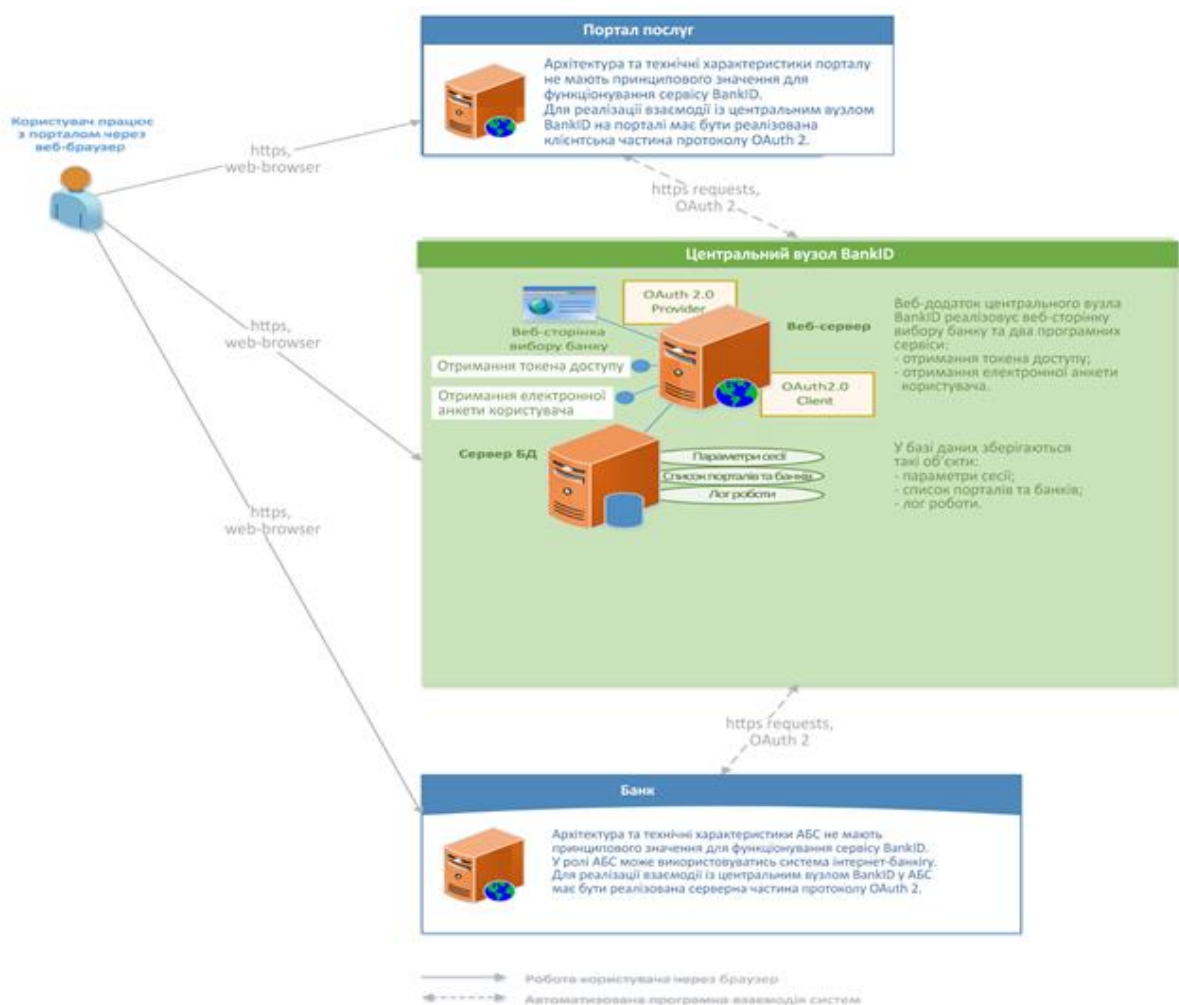 Портал послуг
Архітектура та технічні характеристики порталу
не мають принципового значення для
функціонування сервісу BankID.
Для реалізації взаємодії із центральним вузлом
BankID на порталі має бути реалізована
клієнтська частина протоколу OAuth 2.
Користувач працює
з порталом через
веб-браузер
https,
web-browser
https requests,
OAuth 2
Центральний вузол BankID
OAuth 2.0
Provider
Веб-сторінка
вибору банку
Веб-сервер
Отримання токена доступу
Отримання електронної
анкети користувача
OAuth2.0
Client
Веб-додаток центрального вузла
BankID реалізовує веб-сторінку
вибору банку та два програмних
сервіси:
- отримання токена доступу;
- отримання електронної анкети
користувача.
https,
web-browser
Сервер БД
Параметри сесії
Список порталів та банків
Лог роботи
У базі даних зберігаються
такі об’єкти:
- параметри сесії;
- список порталів та банків;
- лог роботи.
https,
web-browser
https requests,
OAuth 2
Банк
Архітектура та технічні характеристики АБС не мають
принципового значення для функціонування сервісу BankID.
У ролі АБС може використовуватись система інтернет-банкігу.
Для реалізації взаємодії із центральним вузлом BankID у АБС
має бути реалізована серверна частина протоколу OAuth 2.
Робота користувача через браузер
Автоматизована програмна взаємодія систем